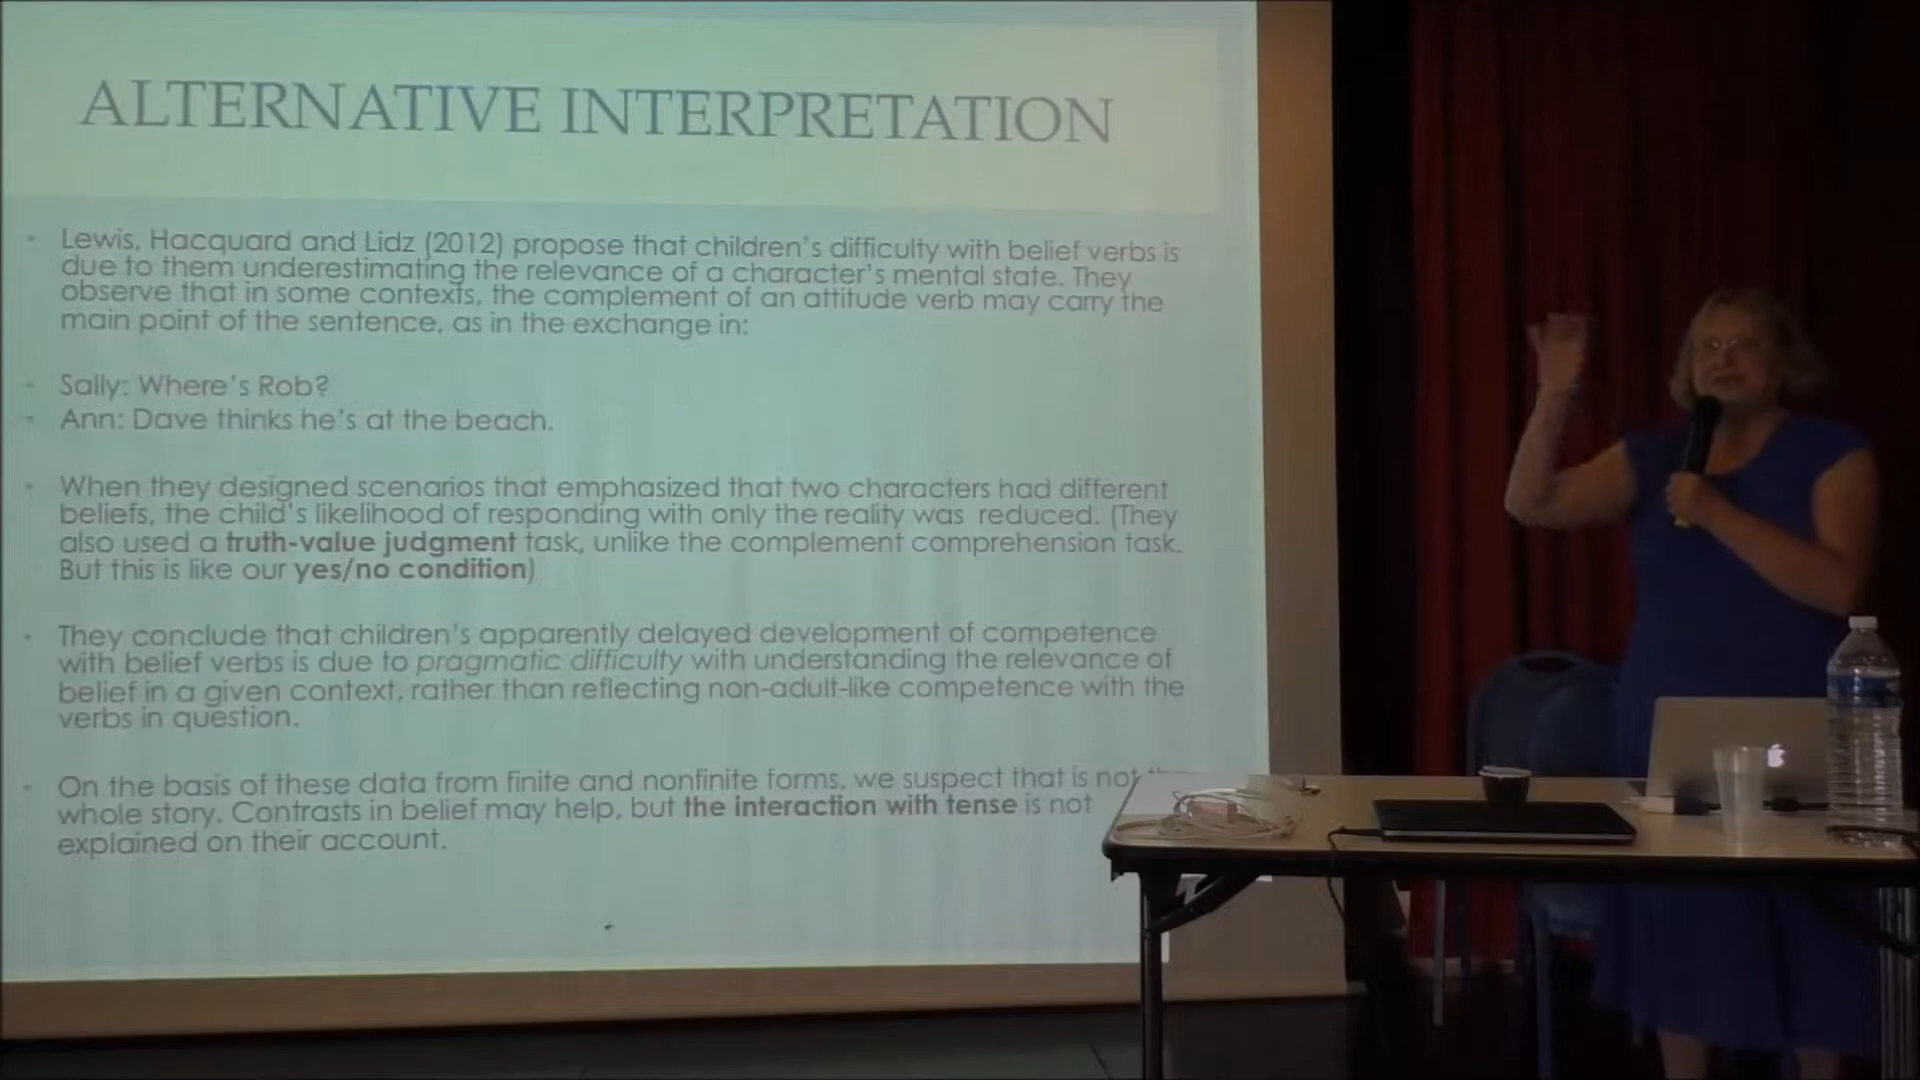 ALTERNATIVE INTERPRETATION
Lewis, Hacquard and Lidz (2012) propose that children's difficulty with belief verbs is
due to them underestimating the relevance of a character's mental state. They
observe that in some contexts, the complement of an attitude verb may carry the
main point of the sentence, as in the exchange in:
Sally: Where's Rob?
Ann: Dave thinks he's at the beach.
When they designed scenarios that emphasized that two characters had different
beliefs, the child's likelihood of responding with only the reality was reduced. (They
also used a truth-value judgment task, unlike the complement comprehension task.
But this is like our yes/no condition)
They conclude that children's apparently delayed development of competence
with belief verbs is due to pragmatic difficulty with understanding the relevance of
belief in a given context, rather than reflecting non-adult-like competence with the
verbs in question.
On the basis of these data from finite and nonfinite forms, we suspect that is not
whole story. Contrasts in belief may help, but the interaction with tense is not
explained on their account.